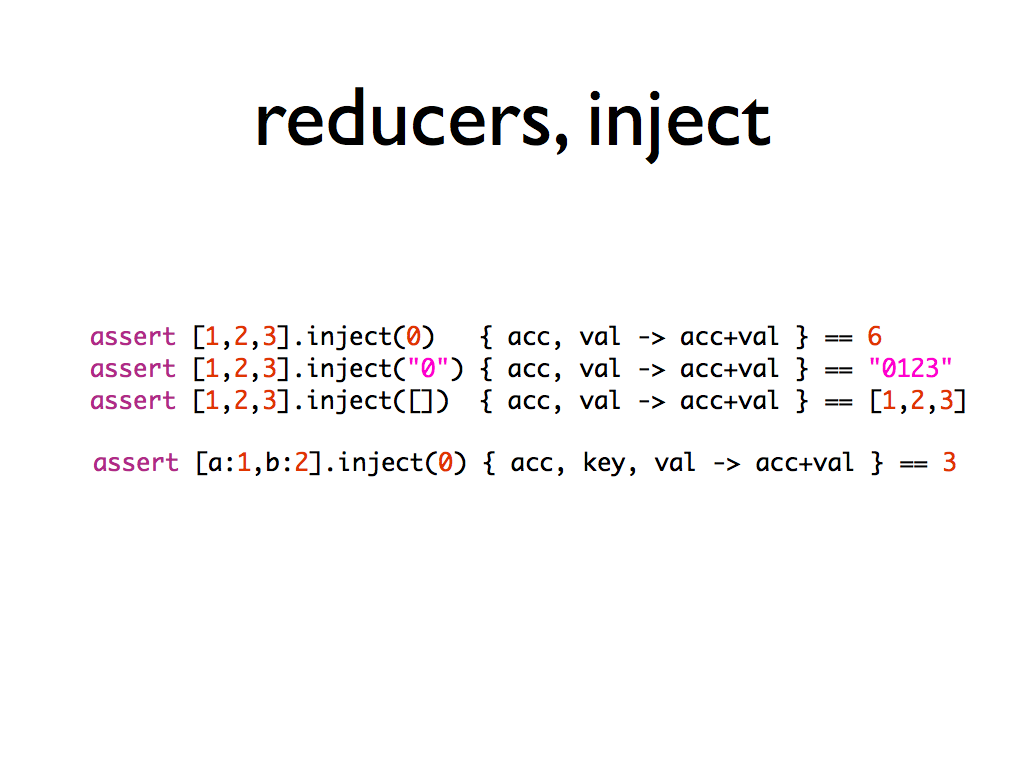 reducers, inject
assert [1,2,3].inject(0)   { acc, val -> acc+val } == 6
assert [1,2,3].inject("0") { acc, val -> acc+val } == "0123"
assert [1,2,3].inject([])  { acc, val -> acc+val } == [1,2,3]
assert [a:1,b:2].inject(0) { acc, key, val -> acc+val } == 3